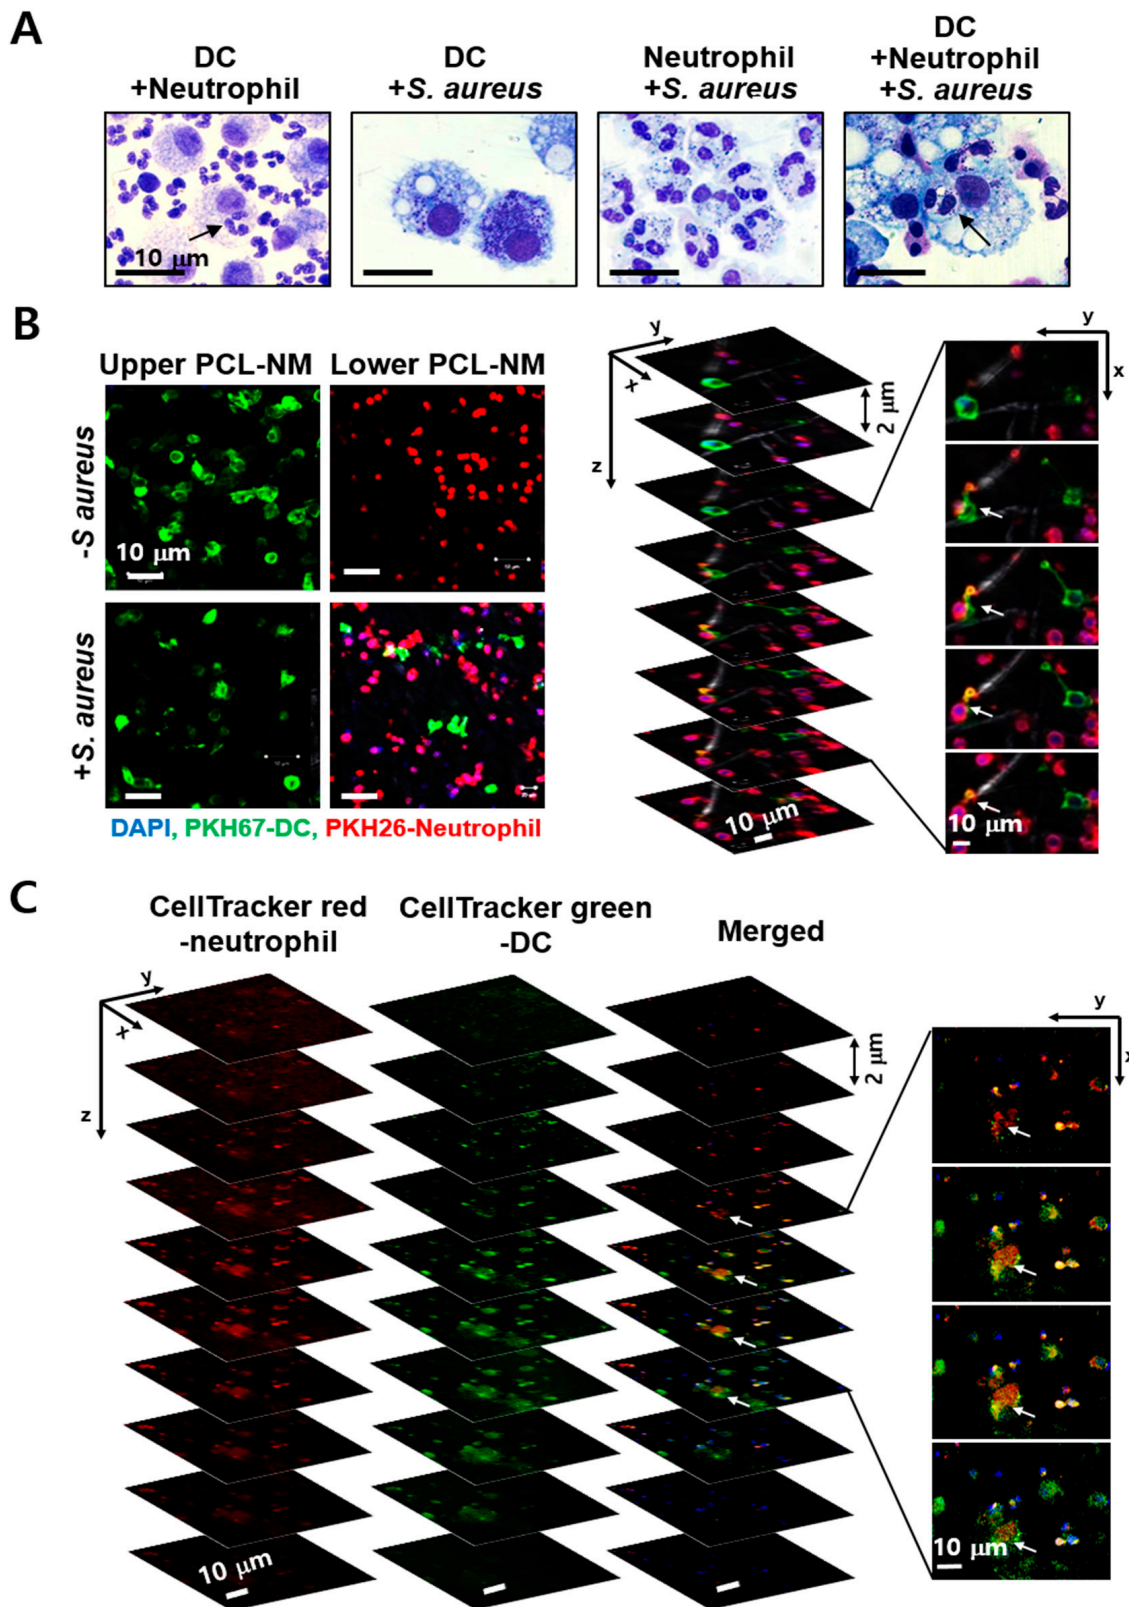 A
DC
+Neutrophil
DC
+S. aureus
Neutrophil
+S. aureus
DC
+Neutrophil
+S. aureus
10 μm
B
Upper PCL-NM
Lower PCL-NM
-S aureus
+S. aureus
10 μm
DAPI, PKH67-DC, PKH26-Neutrophil
y
x
z
2 μm
10 μm
y
x
10 μm
C
CellTracker red
-neutrophil
CellTracker green
-DC
Merged
y
x
z
2 μm
10 μm
y
x
10 μm